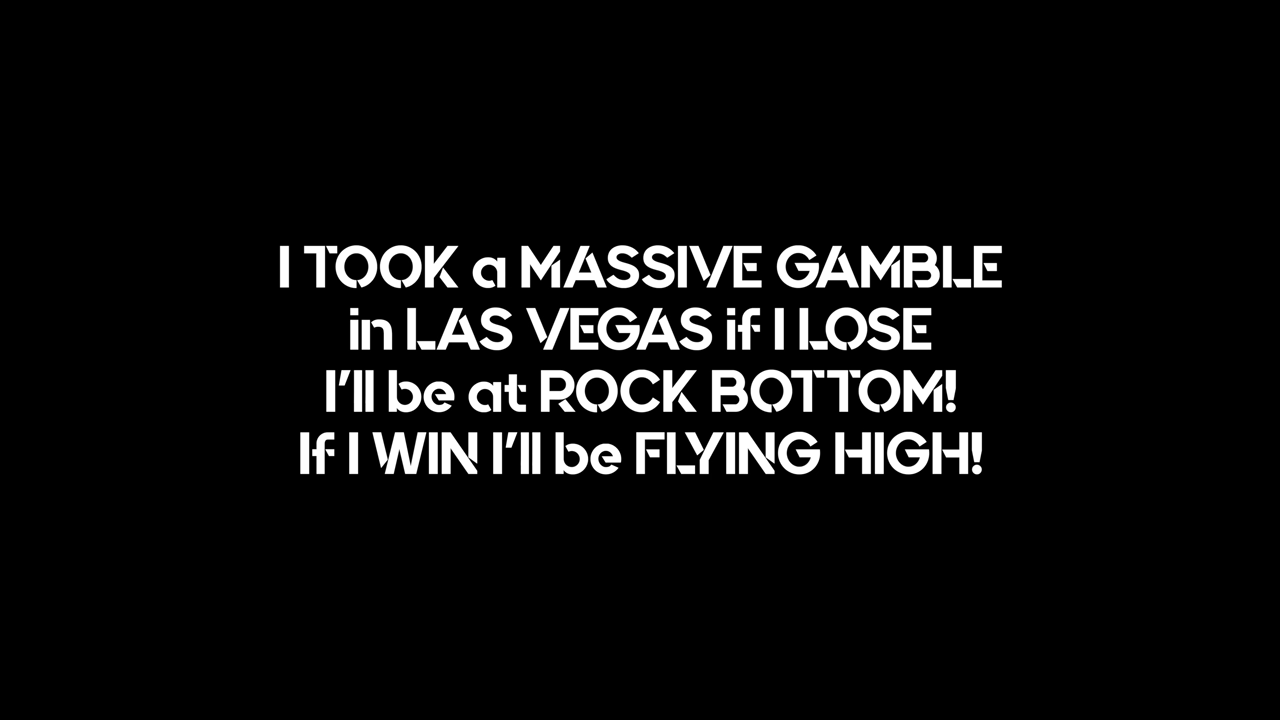 I TOOK a MASSIVE GAMBLE
in LAS VEGAS if I LOSE
I’ll be at ROCK BOTTOM!
If I WIN I’ll be FLYING HIGH!